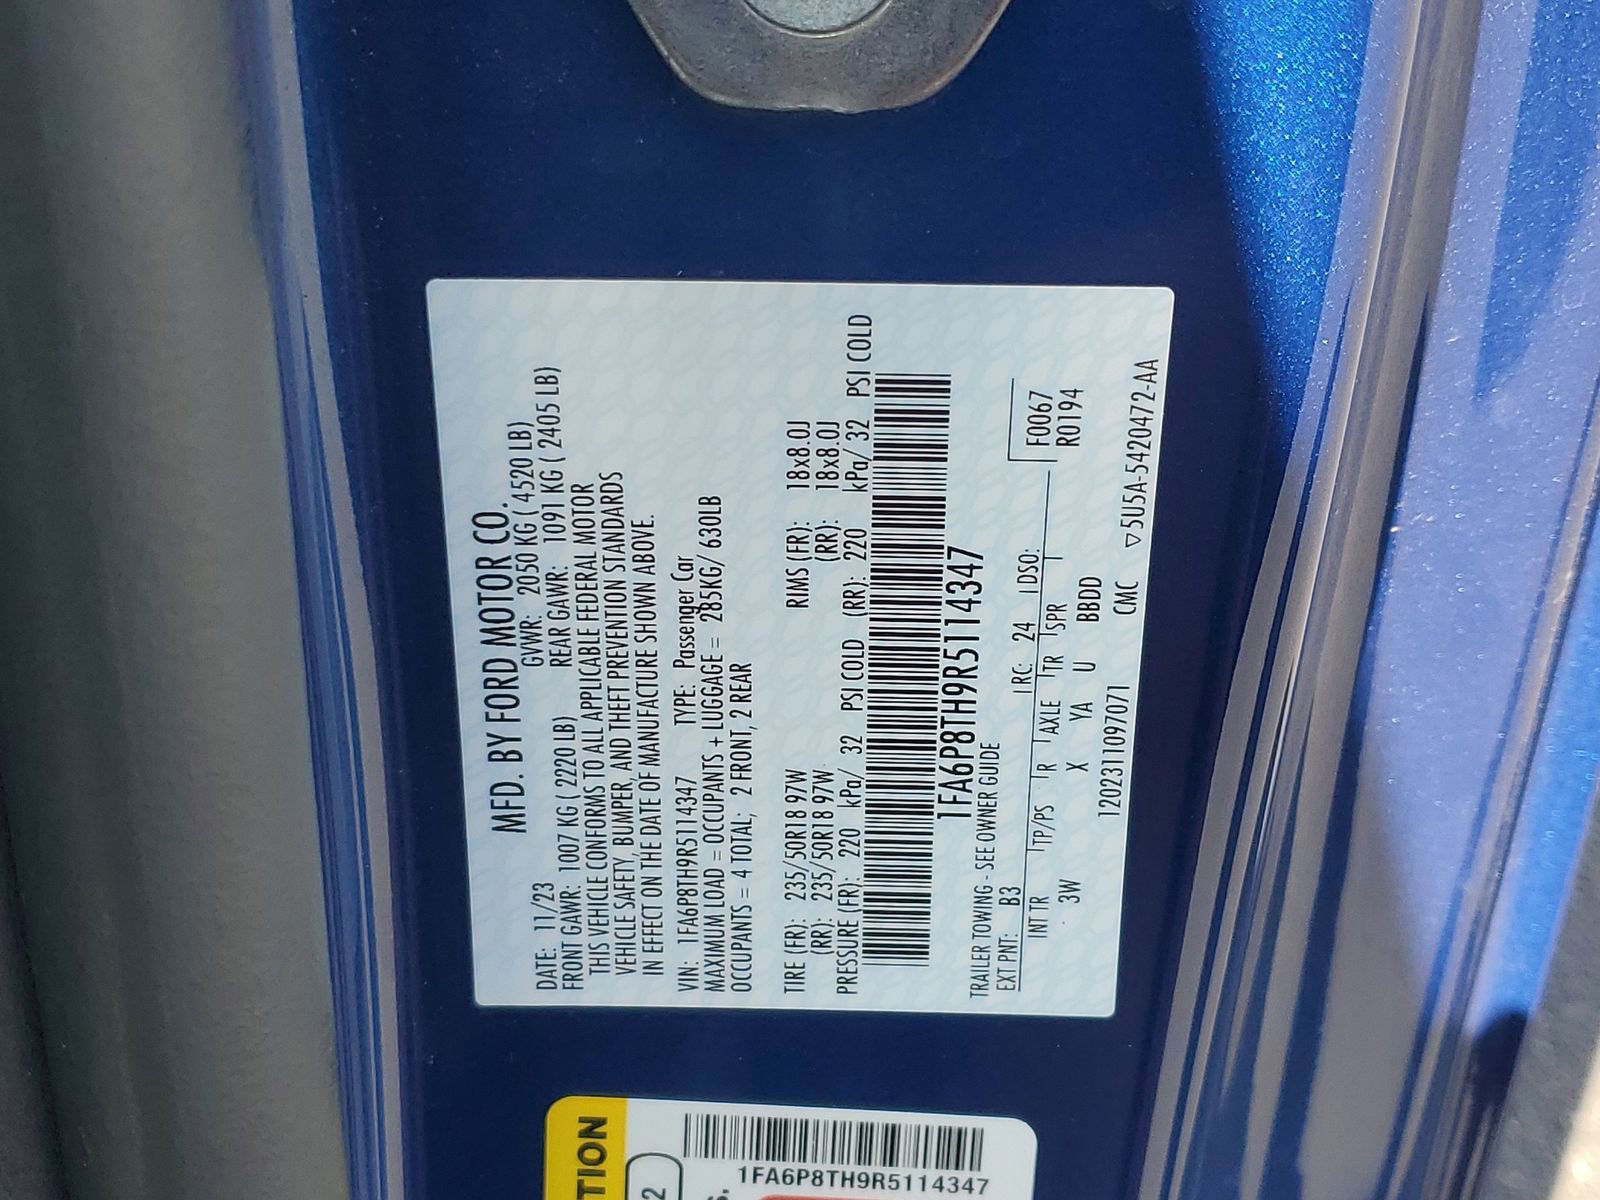 MFD. BY FORD MOTOR CO.
DATE: 11/23 GVWR: 2050 KG ( 4520 LB)
FRONT GAWR: 1007 KG ( 2220 LB) REAR GAWR: 1091 KG ( 2405 LB)
THIS VEHICLE CONFORMS TO ALL APPLICABLE FEDERAL MOTOR
VEHICLE SAFETY, BUMPER, AND THEFT PREVENTION STANDARDS
IN EFFECT ON THE DATE OF MANUFACTURE SHOWN ABOVE.
VIN: 1FA6P8TH9R5114347 TYPE: Passenger Car
MAXIMUM LOAD = OCCUPANTS + LUGGAGE = 285KG/ 630LB
OCCUPANTS = 4 TOTAL; 2 FRONT, 2 REAR
TIRE (FR): 235/50R18 97W RIMS (FR): 18x8.0J
(RR): 235/50R18 97W (RR): 18x8.0J
PRESSURE (FR): 220 kPa/ 32 PSI COLD (RR): 220 kPa/ 32 PSI COLD
1FA6P8TH9R5114347
TRAILER TOWING - SEE OWNER GUIDE
EXT PNT: B3 RC: 24 DSO: F0067
INT TR TP/PS R AXLE TR SPR R0194
3W X YA U BBDD
12023110970​71 CMC ▽5U5A-5420472-AA
TION
2
S.
1FA6P8TH9R5114347